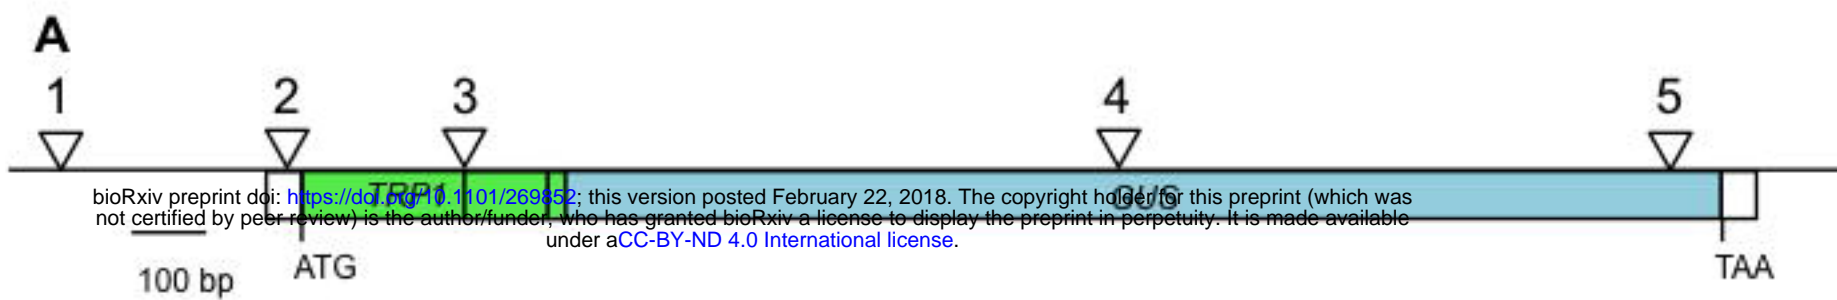 A
1 2 3 4 5
TRP1 GUS
bioRxiv preprint doi: https://doi.org/10.1101/269852; this version posted February 22, 2018. The copyright holder for this preprint (which was
not certified by peer review) is the author/funder, who has granted bioRxiv a license to display the preprint in perpetuity. It is made available
under aCC-BY-ND 4.0 International license.
100 bp ATG TAA